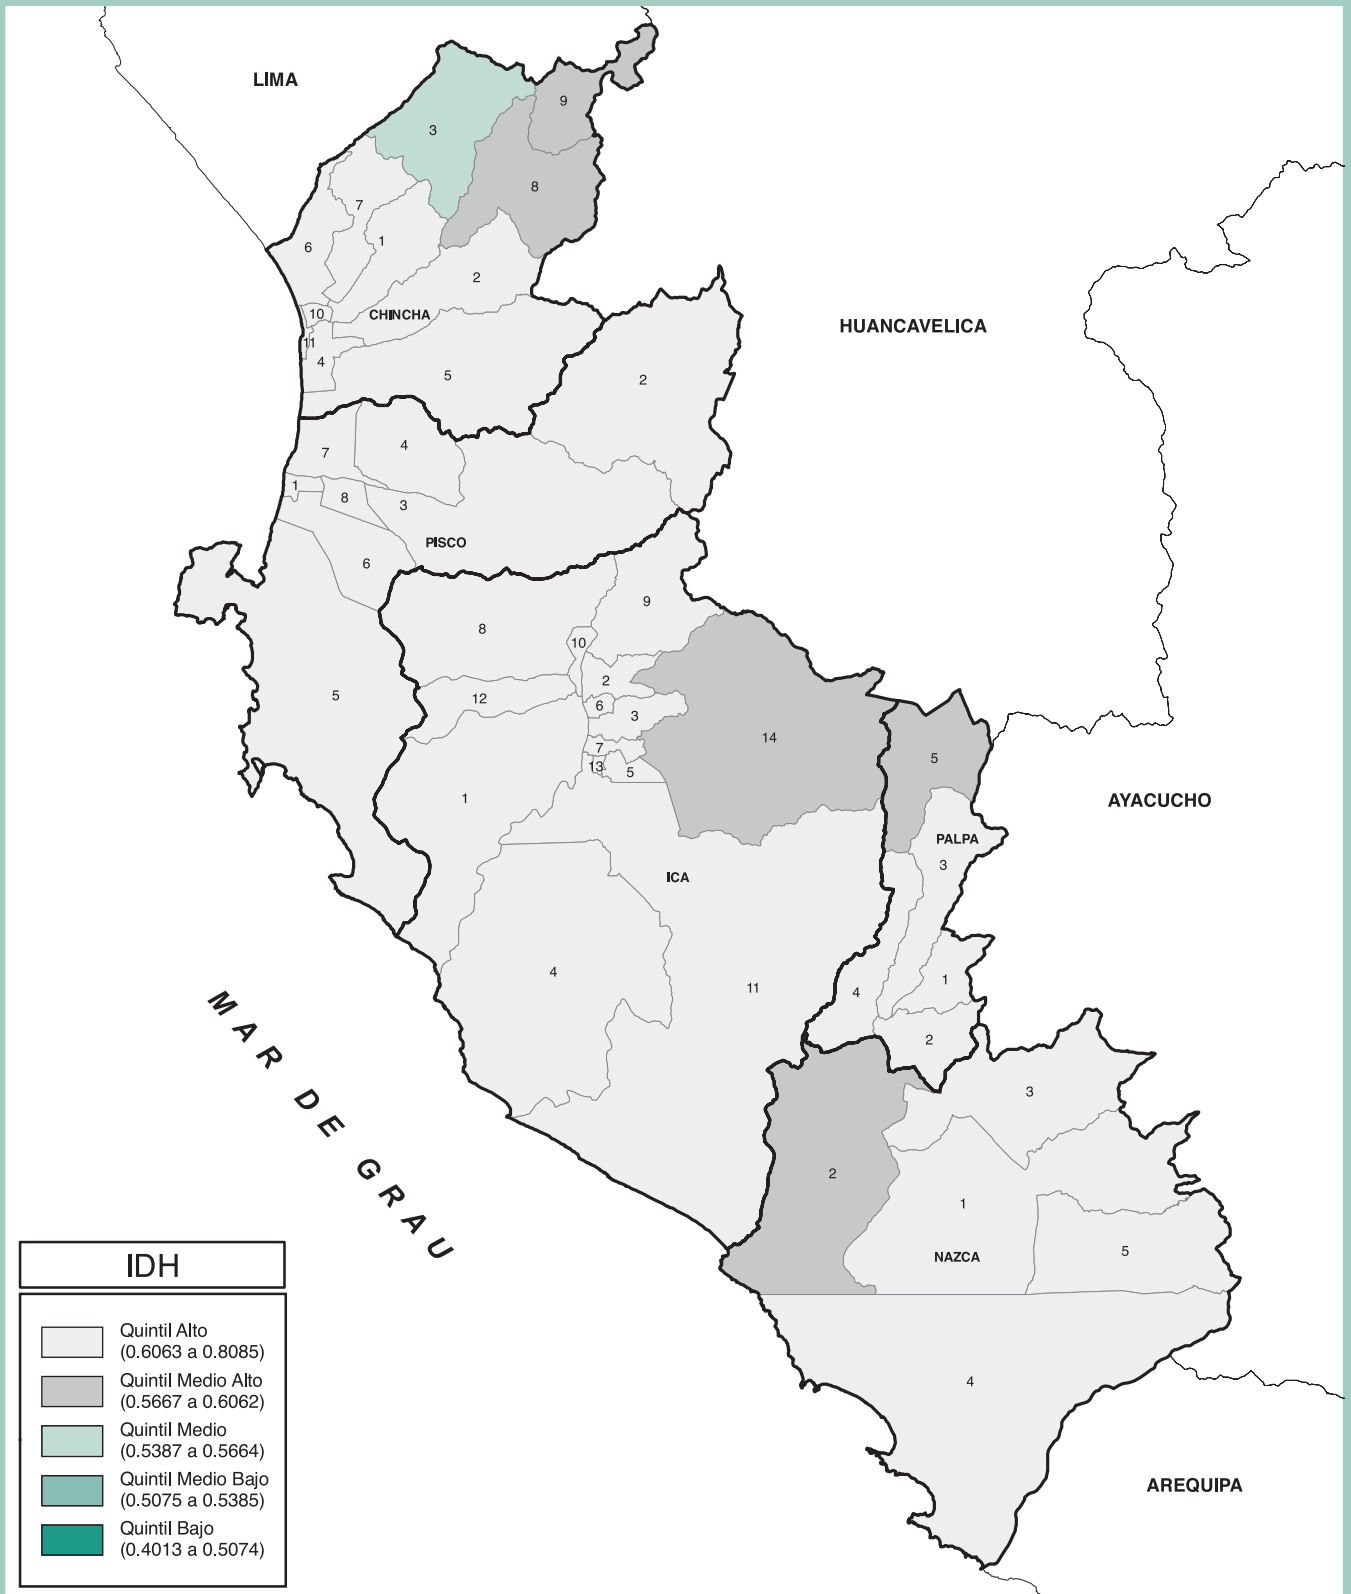 LIMA
9
3
8
7
1
6
2
10
CHINCHA
HUANCAVELICA
11
4
5
2
7
4
1
8
3
PISCO
6
9
8
10
2
5
12
6
3
14
7
13
5
5
1
AYACUCHO
PALPA
3
ICA
4
1
11
4
2
3
MAR DE GRAU
2
1
5
NAZCA
4
AREQUIPA
IDH
Quintil Alto
(0.6063 a 0.8085)
Quintil Medio Alto
(0.5667 a 0.6062)
Quintil Medio
(0.5387 a 0.5664)
Quintil Medio Bajo
(0.5075 a 0.5385)
Quintil Bajo
(0.4013 a 0.5074)